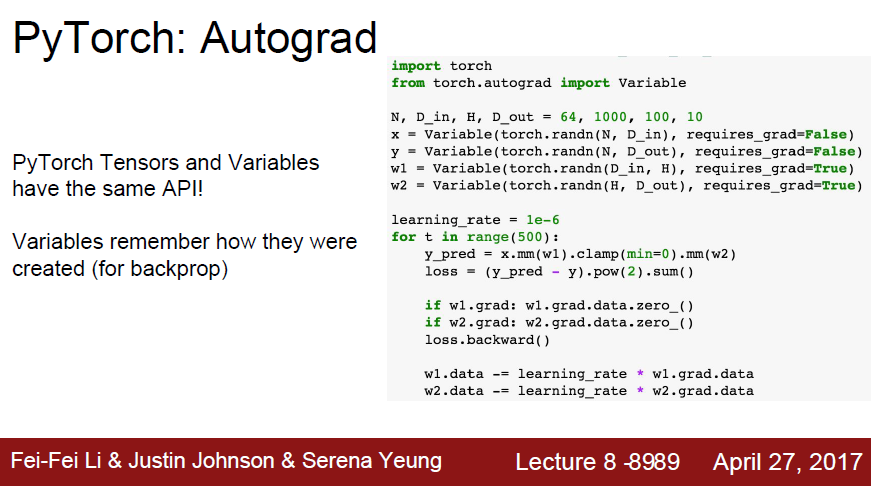 PyTorch: Autograd
PyTorch Tensors and Variables
have the same API!
Variables remember how they were
created (for backprop)
import torch
from torch.autograd import Variable
N, D_in, H, D_out = 64, 1000, 100, 10
x = Variable(torch.randn(N, D_in), requires_grad=False)
y = Variable(torch.randn(N, D_out), requires_grad=False)
w1 = Variable(torch.randn(D_in, H), requires_grad=True)
w2 = Variable(torch.randn(H, D_out), requires_grad=True)
learning_rate = 1e-6
for t in range(500):
    y_pred = x.mm(w1).clamp(min=0).mm(w2)
    loss = (y_pred - y).pow(2).sum()
    if w1.grad: w1.grad.data.zero_()
    if w2.grad: w2.grad.data.zero_()
    loss.backward()
    w1.data -= learning_rate * w1.grad.data
    w2.data -= learning_rate * w2.grad.data
Fei-Fei Li & Justin Johnson & Serena Yeung
Lecture 8 -8989
April 27, 2017